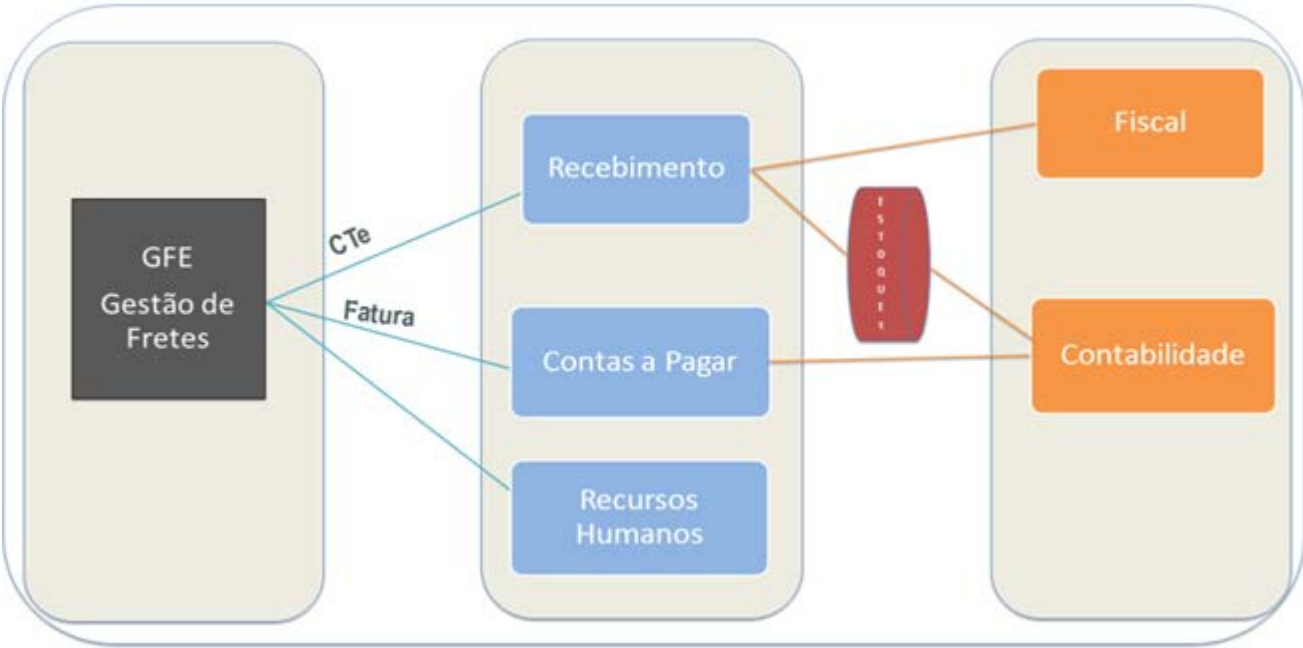 GFE
Gestão de
Fretes
CTe
Fatura
Recebimento
Contas a Pagar
Recursos
Humanos
ESTOQUES
Fiscal
Contabilidade